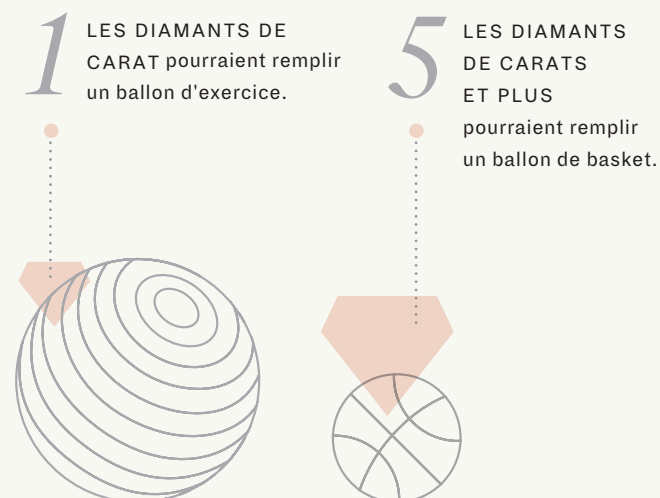 1 LES DIAMANTS DE
CARAT pourraient remplir
un ballon d'exercice.
5 LES DIAMANTS
DE CARATS
ET PLUS
pourraient remplir
un ballon de basket.